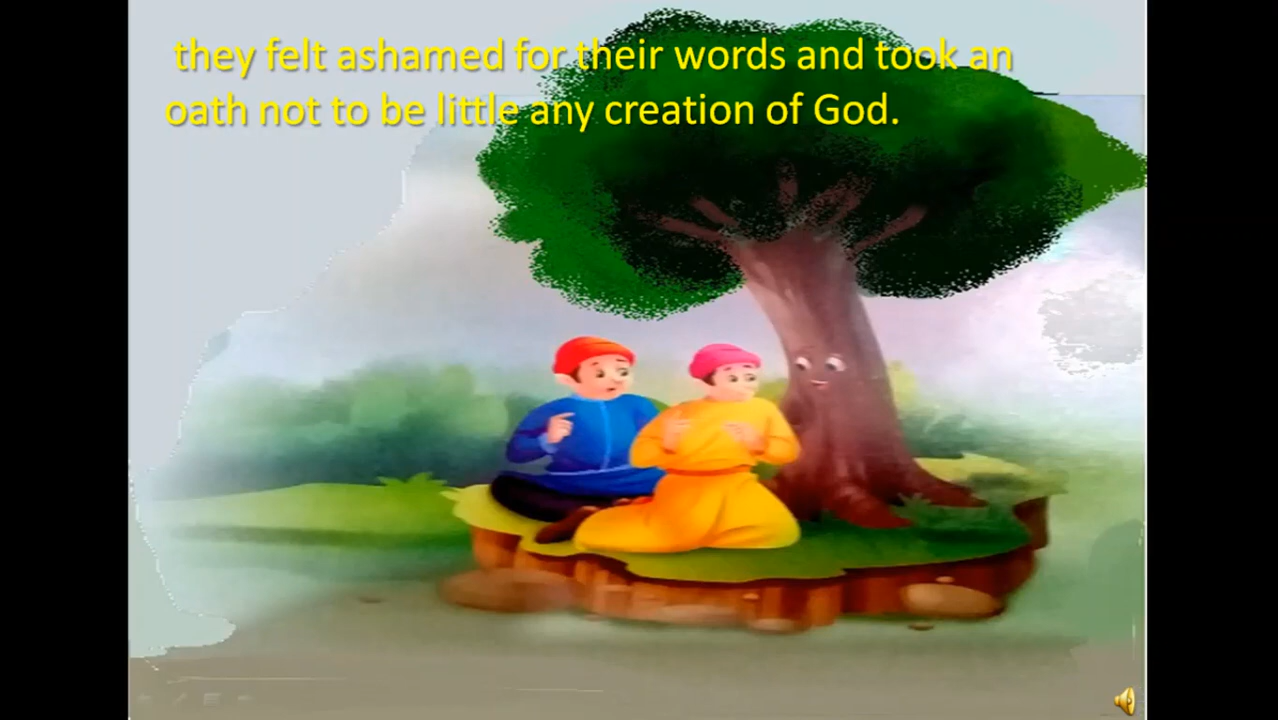 they felt ashamed for their words and took an
oath not to be little any creation of God.